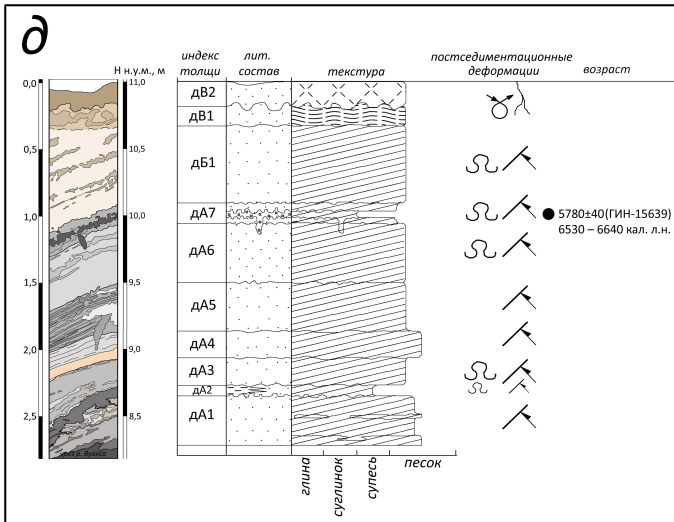 д
индекс толщи
лит. состав
текстура
постседиментационные деформации
возраст
Н н.у.м., м
0,0
0,5
1,0
1,5
2,0
2,5
11,0
10,5
10,0
9,5
9,0
8,5
урез р. Вуокса
дВ2
дВ1
дБ1
дА7
дА6
дА5
дА4
дА3
дА2
дА1
5780±40(ГИН-15639)
6530 – 6640 кал. л.н.
глина
суглинок
супесь
песок